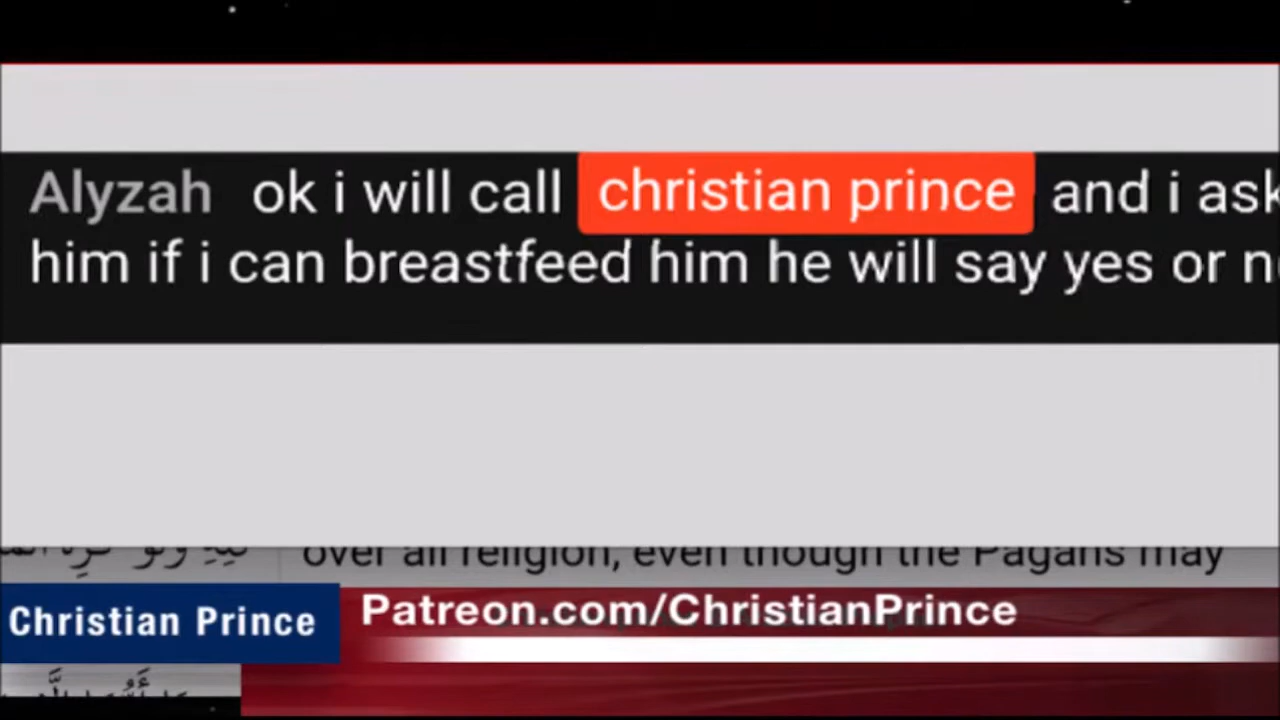 Alyzah ok i will call christian prince and i ask
him if i can breastfeed him he will say yes or
over all religion, even though the Pagans may
Christian Prince
Patreon.com/ChristianPrince